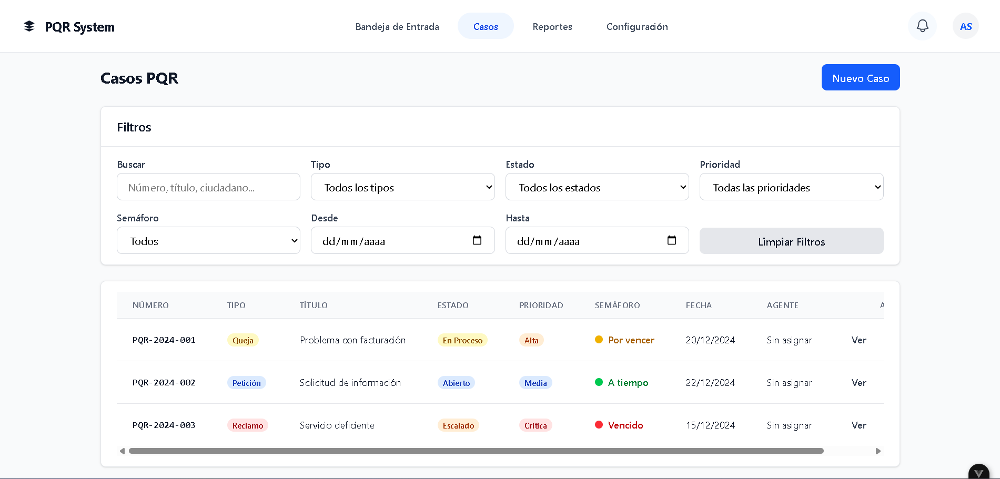 PQR System
Bandeja de Entrada Casos Reportes Configuración
AS
Casos PQR
Nuevo Caso
Filtros
Buscar Tipo Estado Prioridad
Número, título, ciudadano... Todos los tipos Todos los estados Todas las prioridades
Semáforo Desde Hasta
Todos dd/mm/aaaa dd/mm/aaaa Limpiar Filtros
NÚMERO TIPO TÍTULO ESTADO PRIORIDAD SEMÁFORO FECHA AGENTE
PQR-2024-001 Queja Problema con facturación En Proceso Alta Por vencer 20/12/2024 Sin asignar Ver
PQR-2024-002 Petición Solicitud de información Abierto Media A tiempo 22/12/2024 Sin asignar Ver
PQR-2024-003 Reclamo Servicio deficiente Escalado Crítica Vencido 15/12/2024 Sin asignar Ver